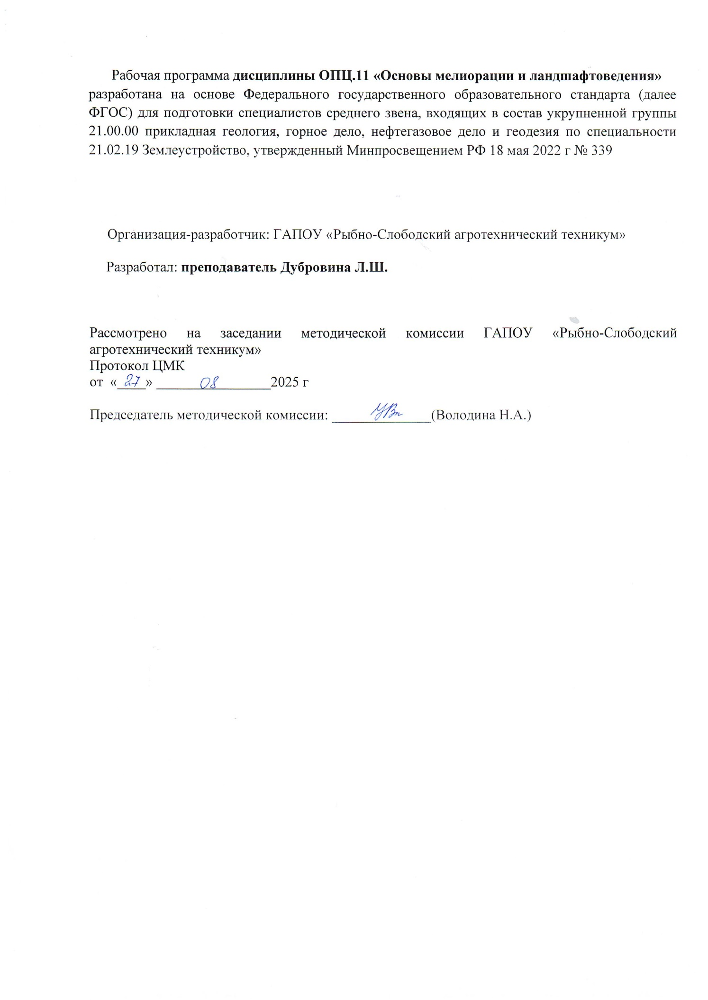 Рабочая программа дисциплины ОПЦ.11 «Основы мелиорации и ландшафтоведения»
разработана на основе Федерального государственного образовательного стандарта (далее
ФГОС) для подготовки специалистов среднего звена, входящих в состав укрупненной группы
21.00.00 прикладная геология, горное дело, нефтегазовое дело и геодезия по специальности
21.02.19 Землеустройство, утвержденный Минпросвещением РФ 18 мая 2022 г № 339
Организация-разработчик: ГАПОУ «Рыбно-Слободский агротехнический техникум»
Разработал: преподаватель Дубровина Л.Ш.
Рассмотрено на заседании методической комиссии ГАПОУ «Рыбно-Слободский
агротехнический техникум»
Протокол ЦМК
от «27» 08 2025 г
Председатель методической комиссии: (Володина Н.А.)